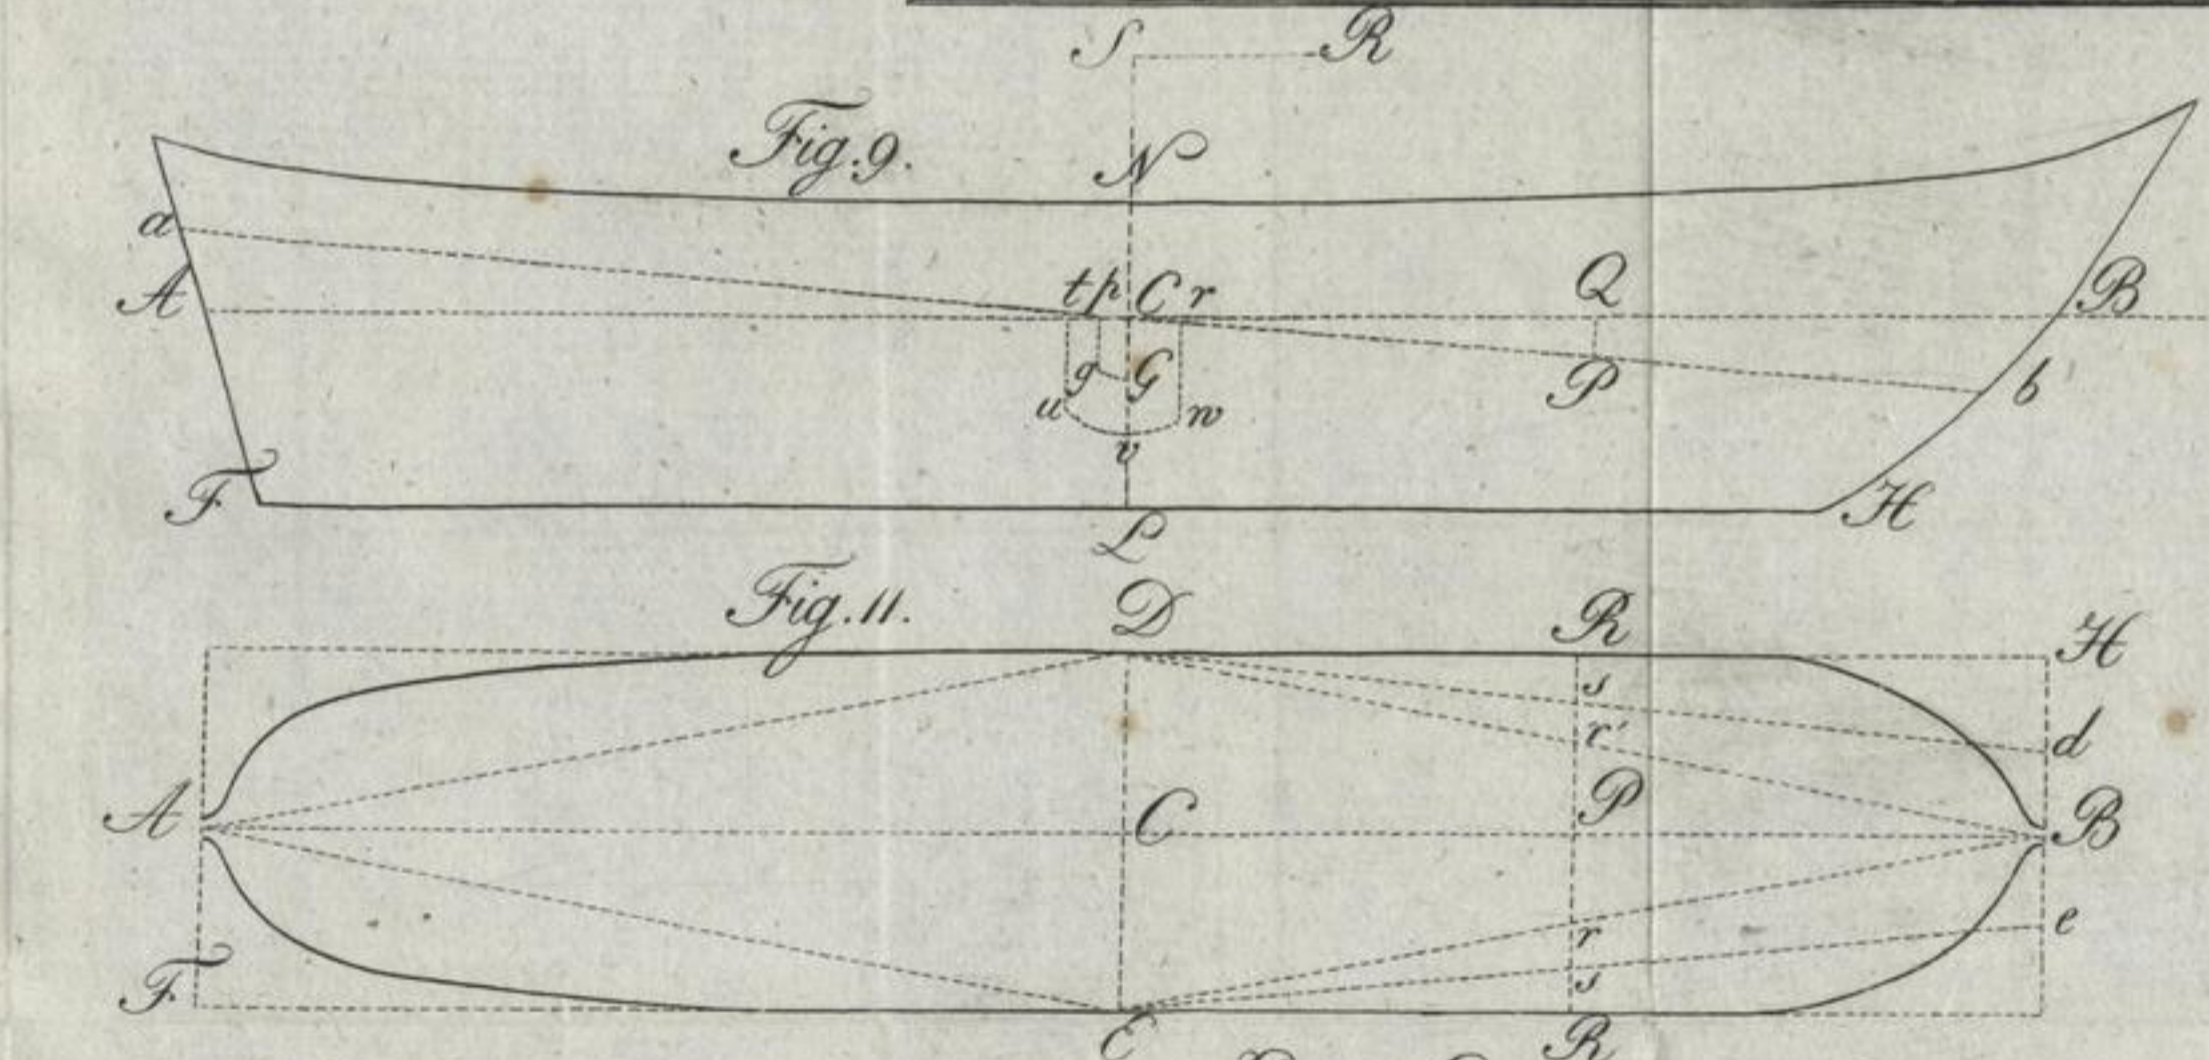 S R
Fig. 9. N
a
A t p C r Q B
g G P b
u w
v
F H
L
Fig. 11. D R H
s
r' d
A C P B
r e
F s
E R